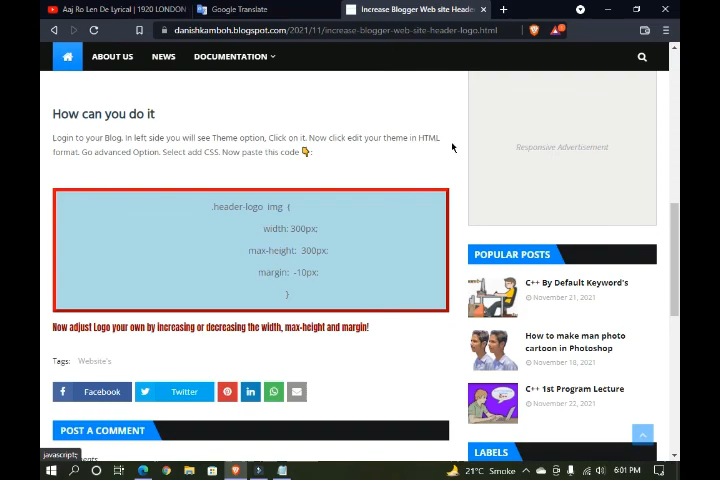 Aaj Ro Len De Lyrical | 1920 LONDON
Google Translate
Increase Blogger Web site Header
danishkamboh.blogspot.com/2021/11/increase-blogger-web-site-header-logo.html
ABOUT US
NEWS
DOCUMENTATION
How can you do it
Login to your Blog. In left side you will see Theme option, Click on it. Now click edit your theme in HTML
format. Go advanced Option. Select add CSS. Now paste this code 👇:
.header-logo img {
width: 300px;
max-height: 300px;
margin: -10px;
}
Now adjust Logo your own by increasing or decreasing the width, max-height and margin!
Tags: Website's
Facebook
Twitter
POST A COMMENT
Responsive Advertisement
POPULAR POSTS
C++ By Default Keyword's
November 21, 2021
How to make man photo
cartoon in Photoshop
November 18, 2021
C++ 1st Program Lecture
November 22, 2021
LABELS
javascript:
21°C Smoke
6:01 PM